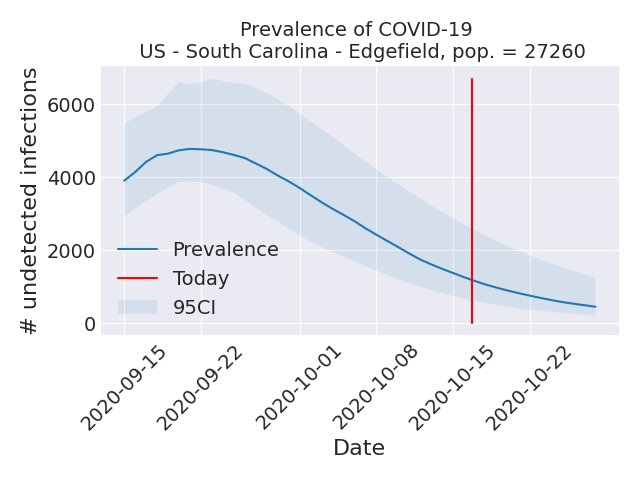 Prevalence of COVID-19
US - South Carolina - Edgefield, pop. = 27260
# undetected infections
6000
4000
2000
0
Prevalence
Today
95CI
2020-09-15
2020-09-22
2020-10-01
2020-10-08
2020-10-15
2020-10-22
Date